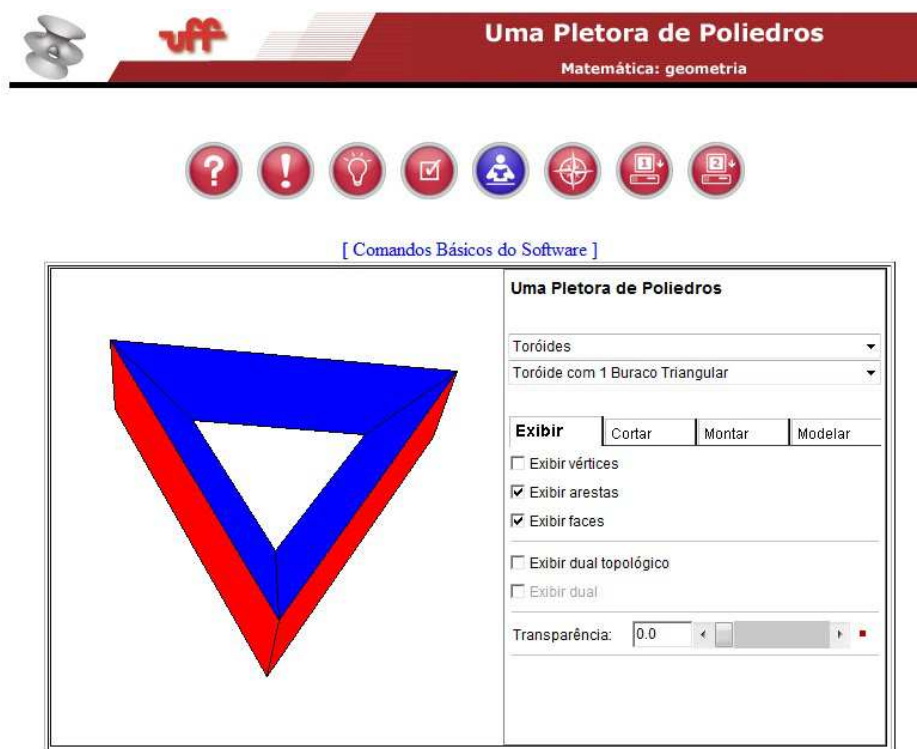 uff
Uma Pletora de Poliedros
Matemática: geometria
? ! 1 2
[ Comandos Básicos do Software ]
Uma Pletora de Poliedros
Toróides
Toróide com 1 Buraco Triangular
Exibir Cortar Montar Modelar
Exibir vértices
Exibir arestas
Exibir faces
Exibir dual topológico
Exibir dual
Transparência: 0.0